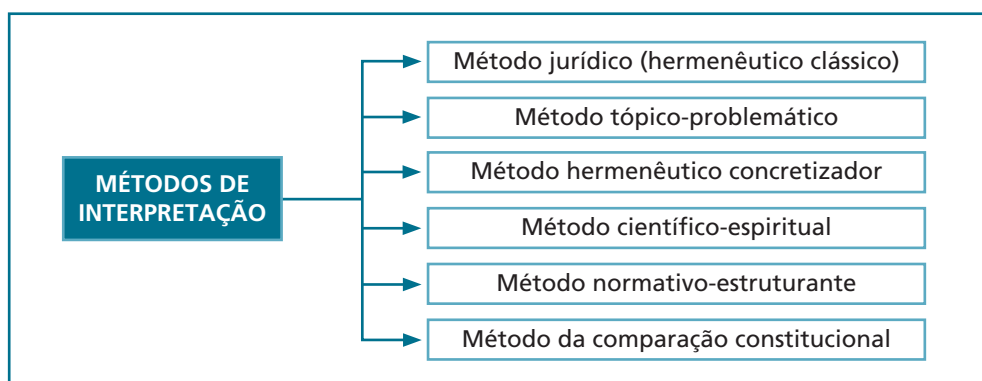 MÉTODOS DE
INTERPRETAÇÃO
Método jurídico (hermenêutico clássico)
Método tópico-problemático
Método hermenêutico concretizador
Método científico-espiritual
Método normativo-estruturante
Método da comparação constitucional